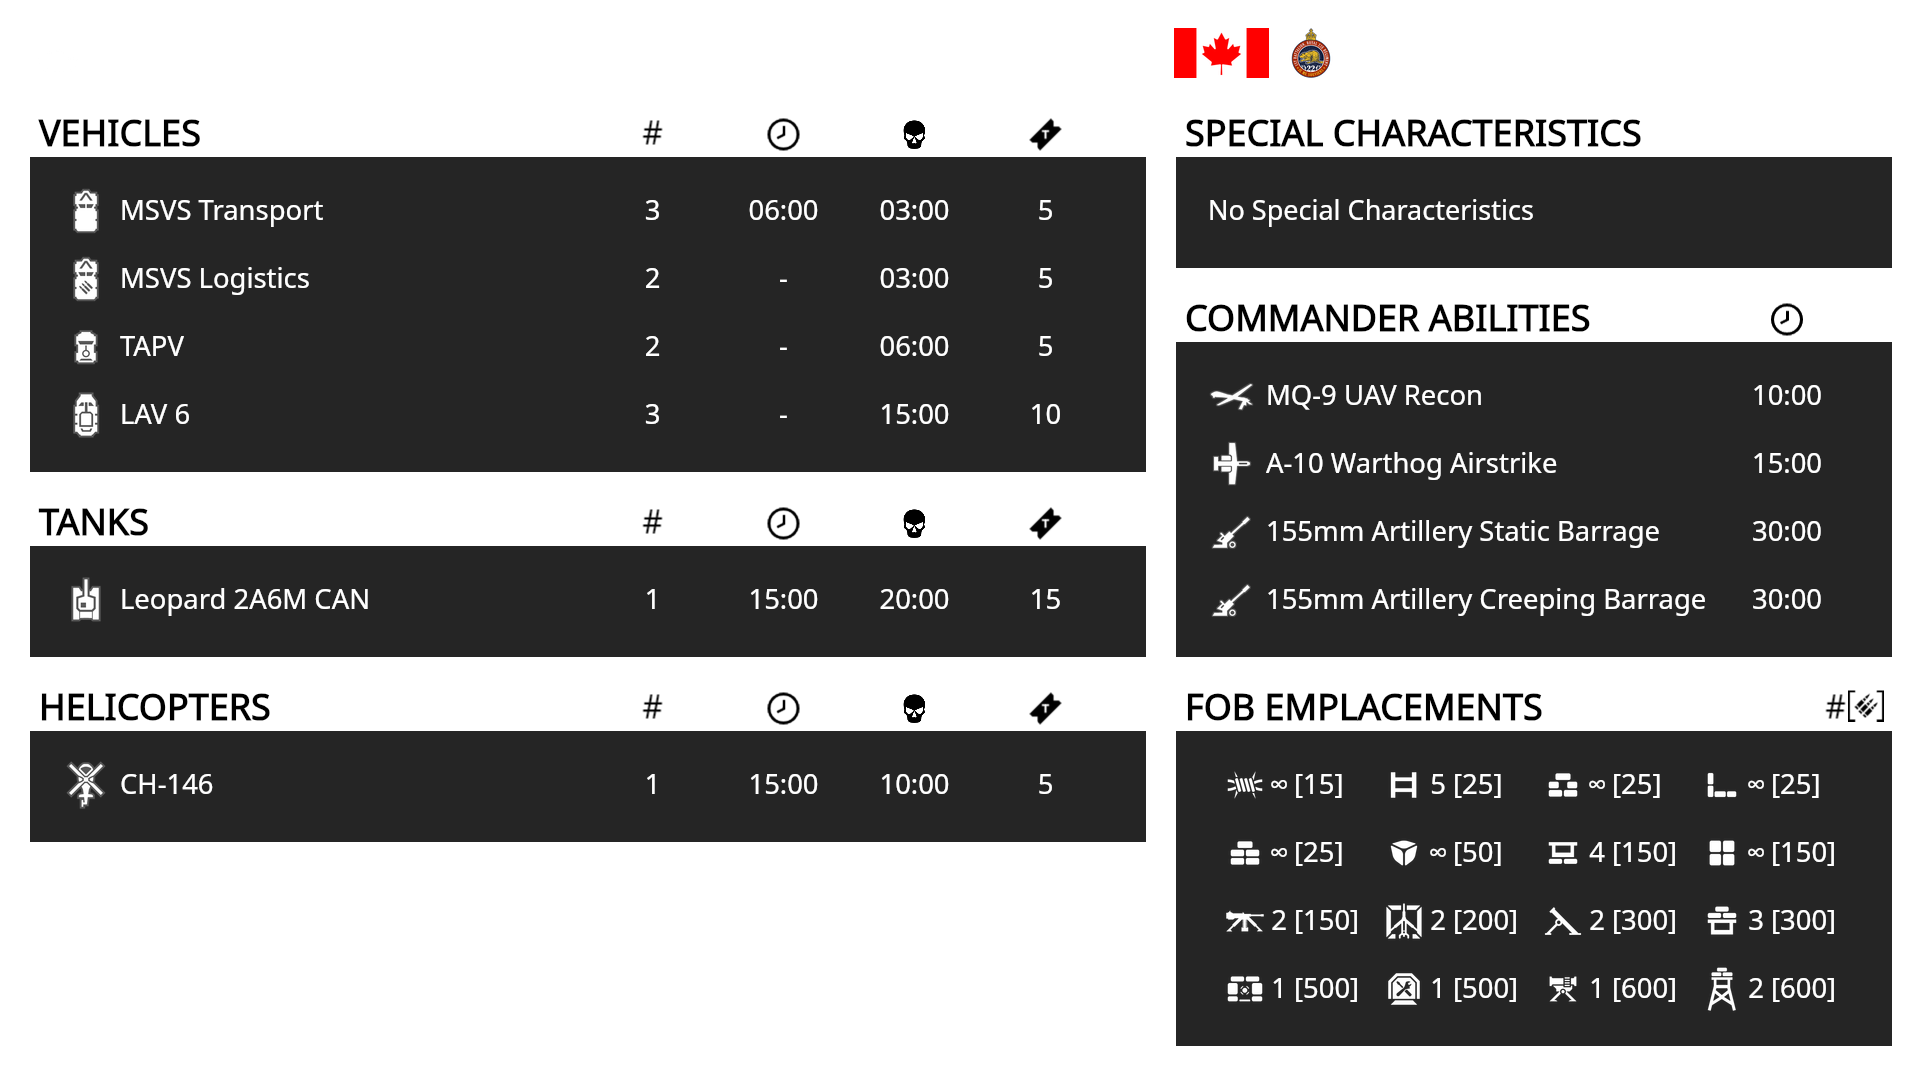 VEHICLES #
MSVS Transport 3 06:00 03:00 5
MSVS Logistics 2 - 03:00 5
TAPV 2 - 06:00 5
LAV 6 3 - 15:00 10
TANKS #
Leopard 2A6M CAN 1 15:00 20:00 15
HELICOPTERS #
CH-146 1 15:00 10:00 5
SPECIAL CHARACTERISTICS
No Special Characteristics
COMMANDER ABILITIES
MQ-9 UAV Recon 10:00
A-10 Warthog Airstrike 15:00
155mm Artillery Static Barrage 30:00
155mm Artillery Creeping Barrage 30:00
FOB EMPLACEMENTS #[]
∞ [15] 5 [25] ∞ [25] ∞ [25]
∞ [25] ∞ [50] 4 [150] ∞ [150]
2 [150] 2 [200] 2 [300] 3 [300]
1 [500] 1 [500] 1 [600] 2 [600]